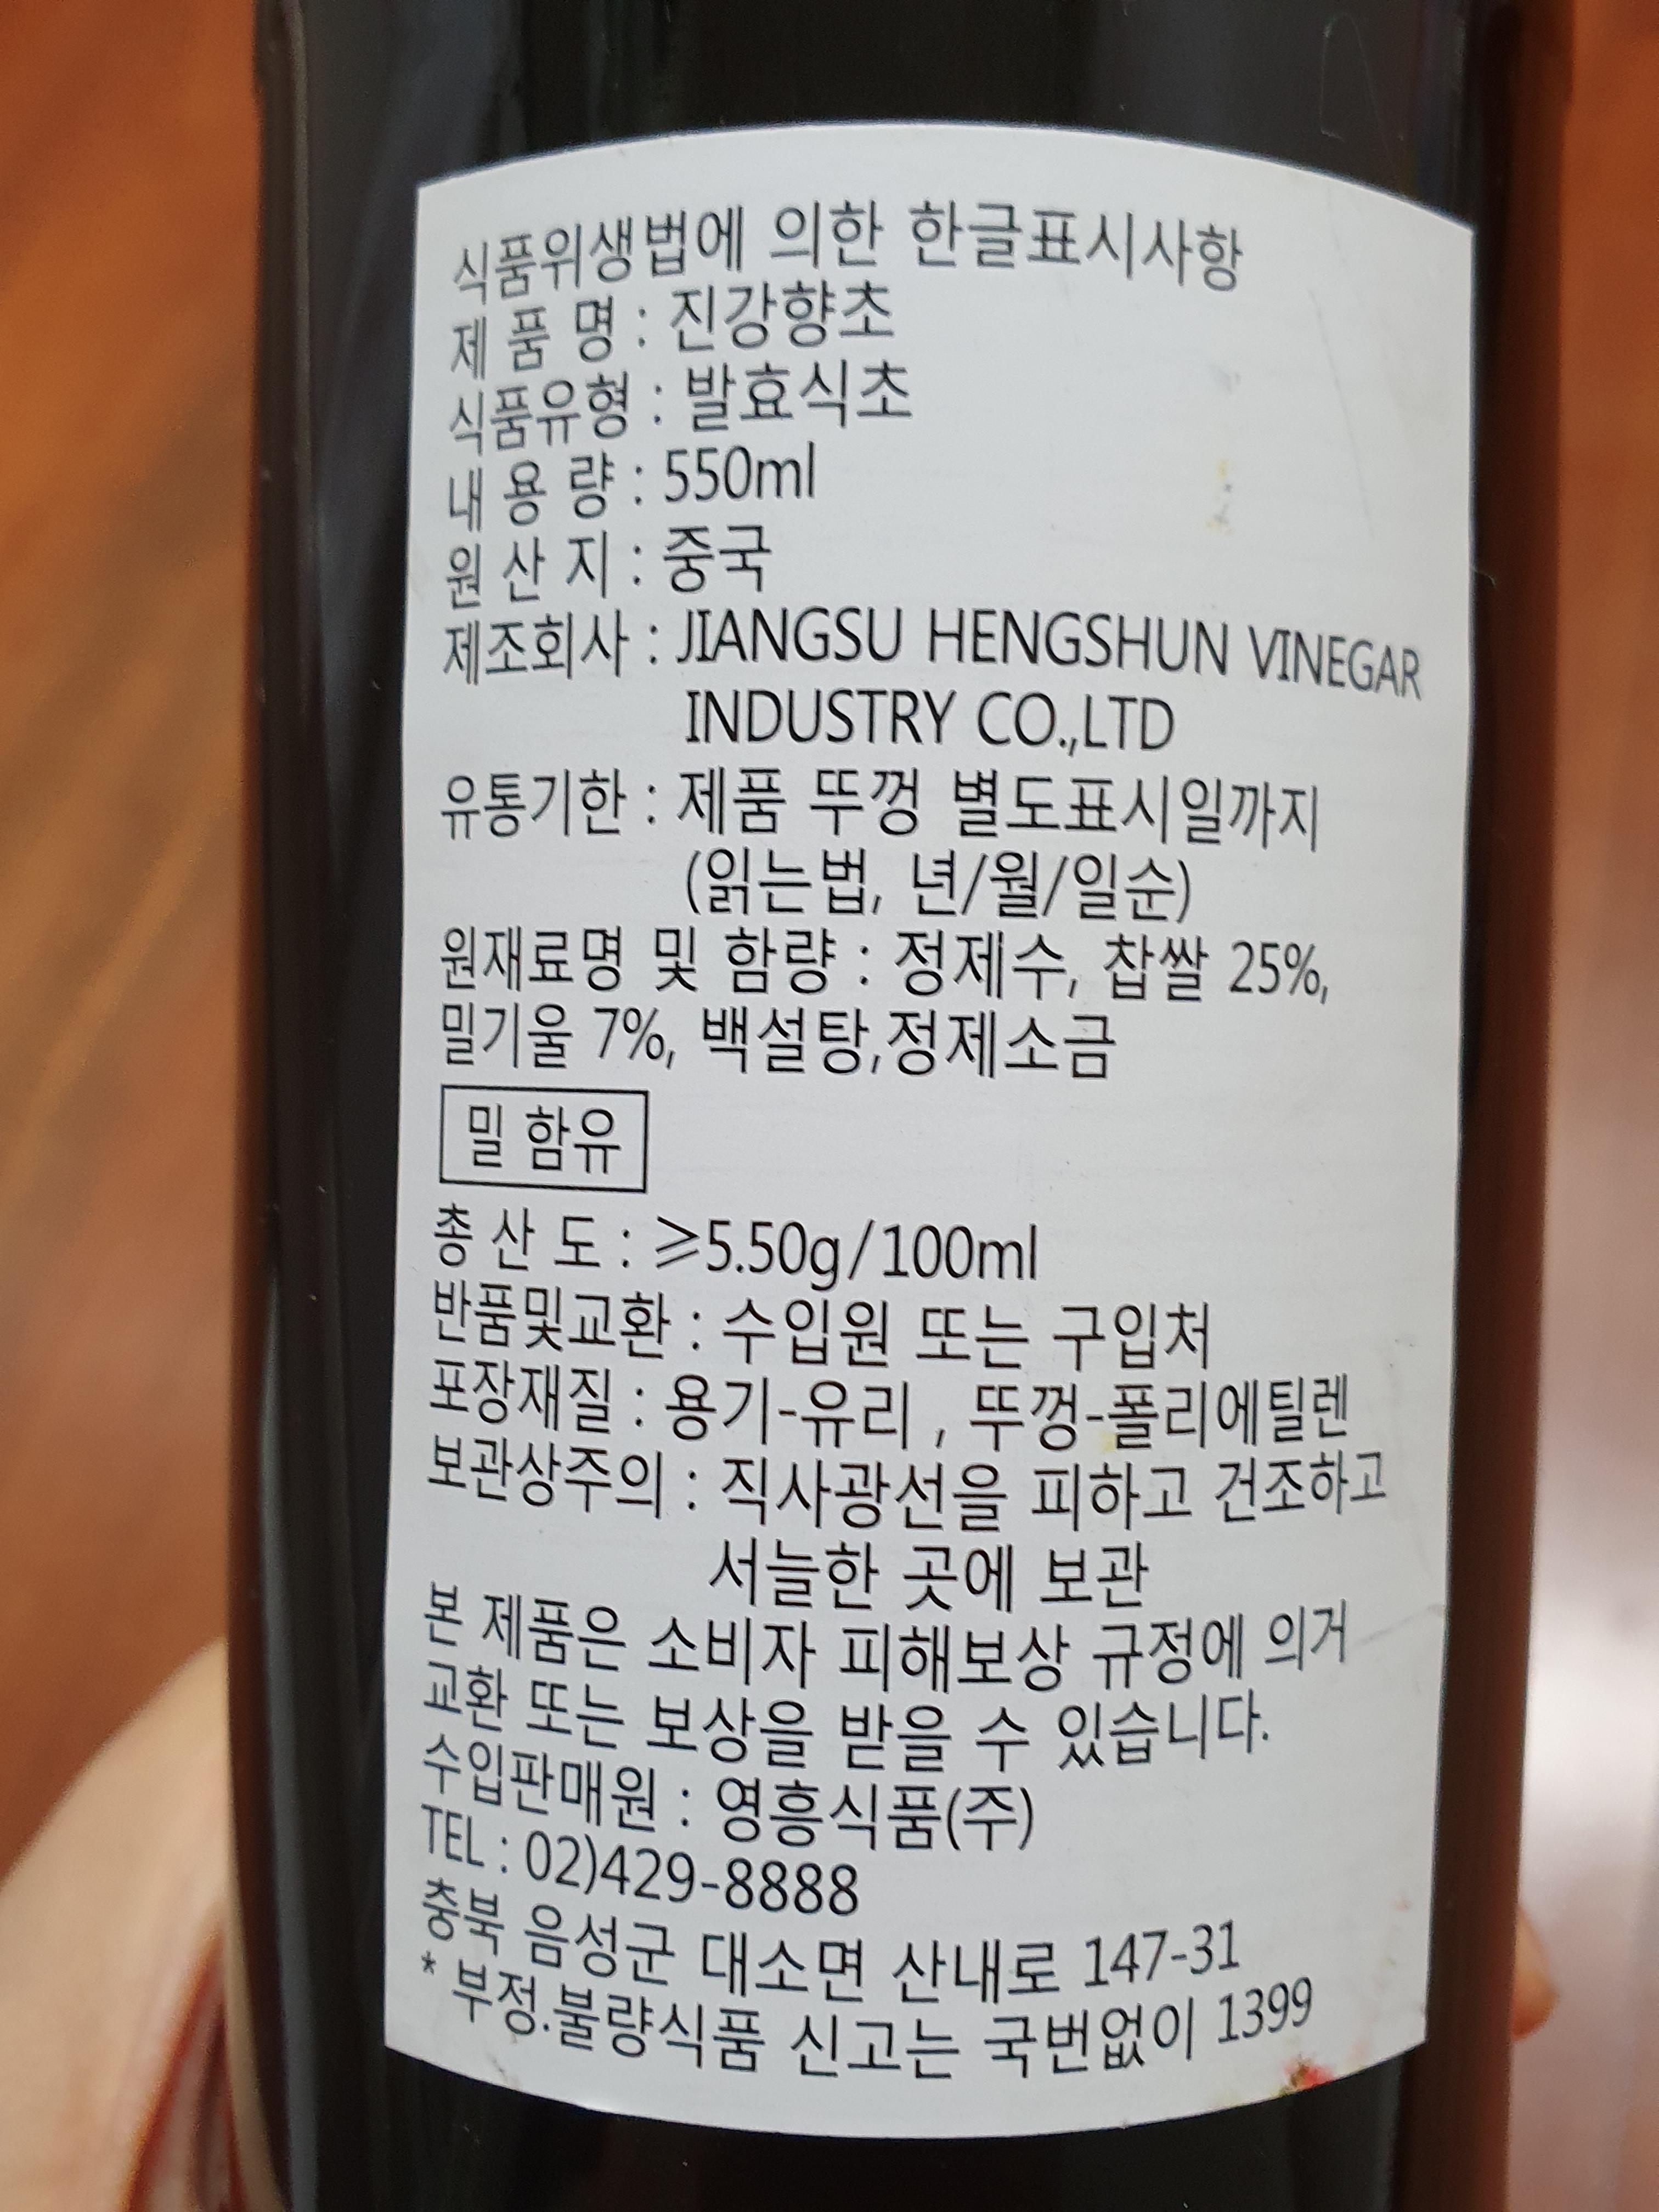 식품위생법에 의한 한글표시사항
제 품 명 : 진강향초
식품유형 : 발효식초
내 용 량 : 550ml
원 산 지 : 중국
제조회사 : JIANGSU HENGSHUN VINEGAR
INDUSTRY CO.,LTD
유통기한 : 제품 뚜껑 별도표시일까지
(읽는법, 년/월/일순)
원재료명 및 함량 : 정제수, 찹쌀 25%,
밀기울 7%, 백설탕,정제소금
밀 함유
총 산 도 : ≥5.50g/100ml
반품및교환 : 수입원 또는 구입처
포장재질 : 용기-유리 , 뚜껑-폴리에틸렌
보관상주의 : 직사광선을 피하고 건조하고
서늘한 곳에 보관
본 제품은 소비자 피해보상 규정에 의거
교환 또는 보상을 받을 수 있습니다.
수입판매원 : 영흥식품(주)
TEL : 02)429-8888
충북 음성군 대소면 산내로 147-31
* 부정.불량식품 신고는 국번없이 1399